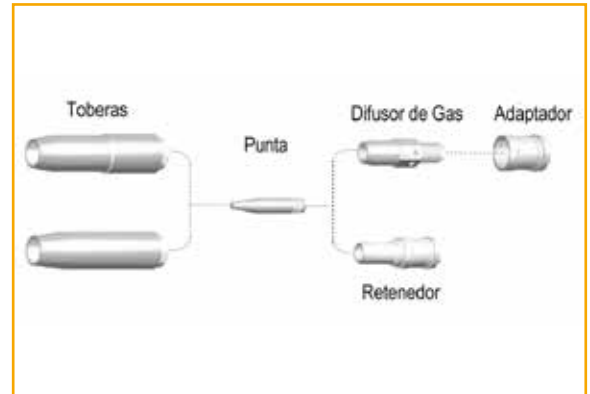 Toberas
Punta
Difusor de Gas
Adaptador
Retenedor